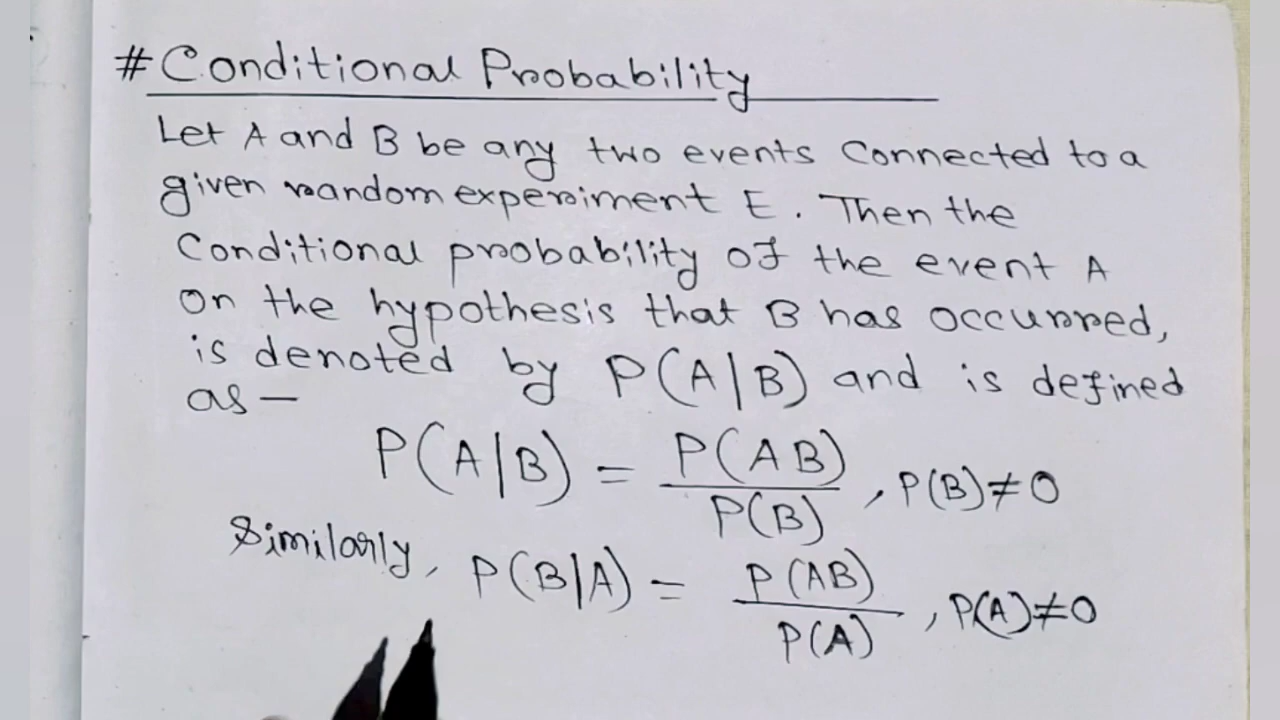 # Conditional Probability
Let A and B be any two events connected to a
given random experiment E. Then the
Conditional probability of the event A
on the hypothesis that B has occurred,
is denoted by P(A|B) and is defined
as —
P(A|B) = P(AB)/P(B), P(B)≠0
Similarly, P(B|A) = P(AB)/P(A), P(A)≠0